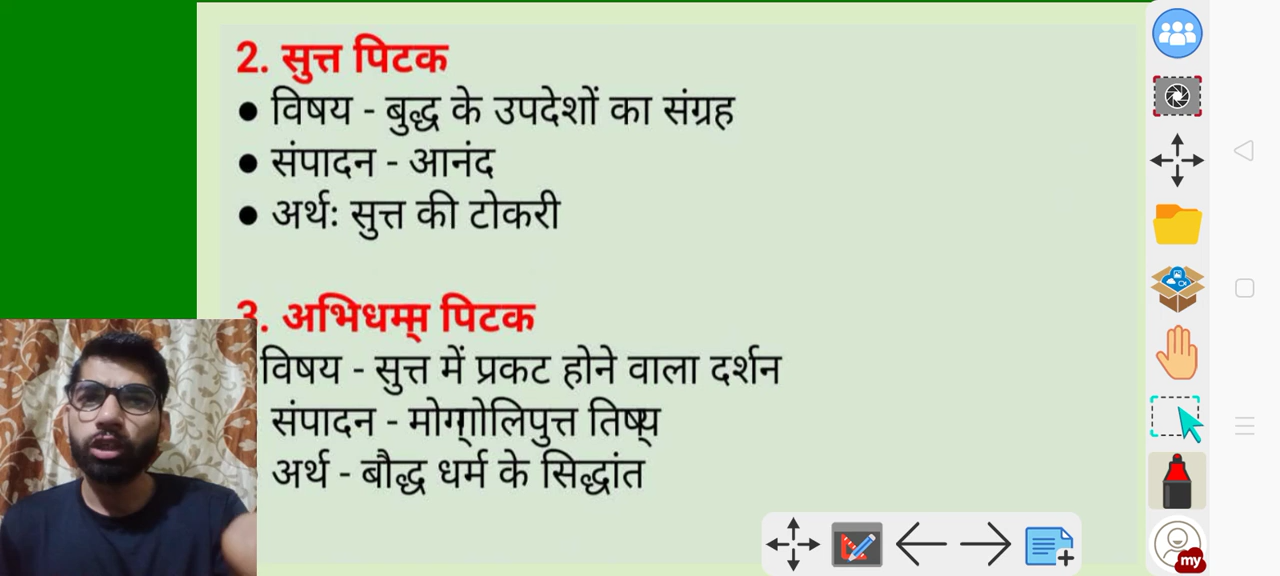 2. सुत्त पिटक
● विषय - बुद्ध के उपदेशों का संग्रह
● संपादन - आनंद
● अर्थः सुत्त की टोकरी
3. अभिधम्म पिटक
विषय - सुत्त में प्रकट होने वाला दर्शन
संपादन - मोग्गोलिपुत्त तिष्य
अर्थ - बौद्ध धर्म के सिद्धांत
my